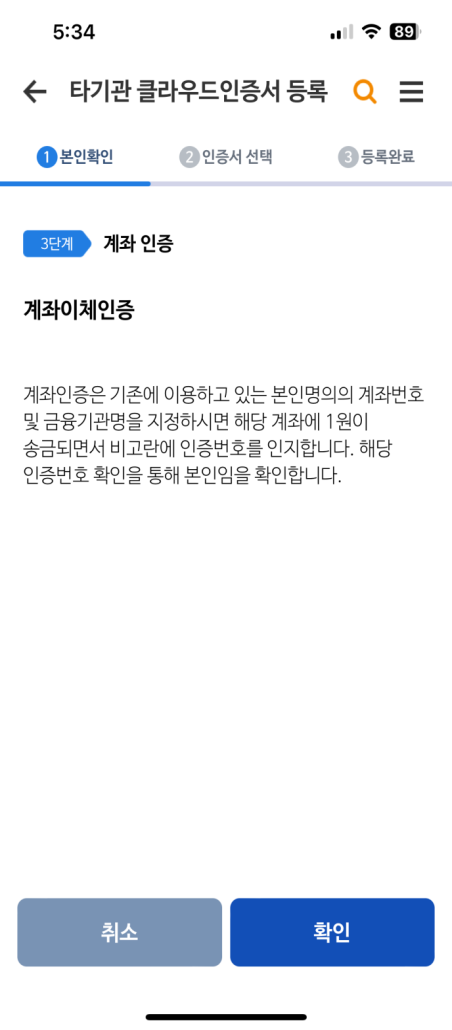 5:34
89
타기관 클라우드인증서 등록
1 본인확인
2 인증서 선택
3 등록완료
3단계 계좌 인증
계좌이체인증
계좌인증은 기존에 이용하고 있는 본인명의의 계좌번호
및 금융기관명을 지정하시면 해당 계좌에 1원이
송금되면서 비고란에 인증번호를 인지합니다. 해당
인증번호 확인을 통해 본인임을 확인합니다.
취소
확인